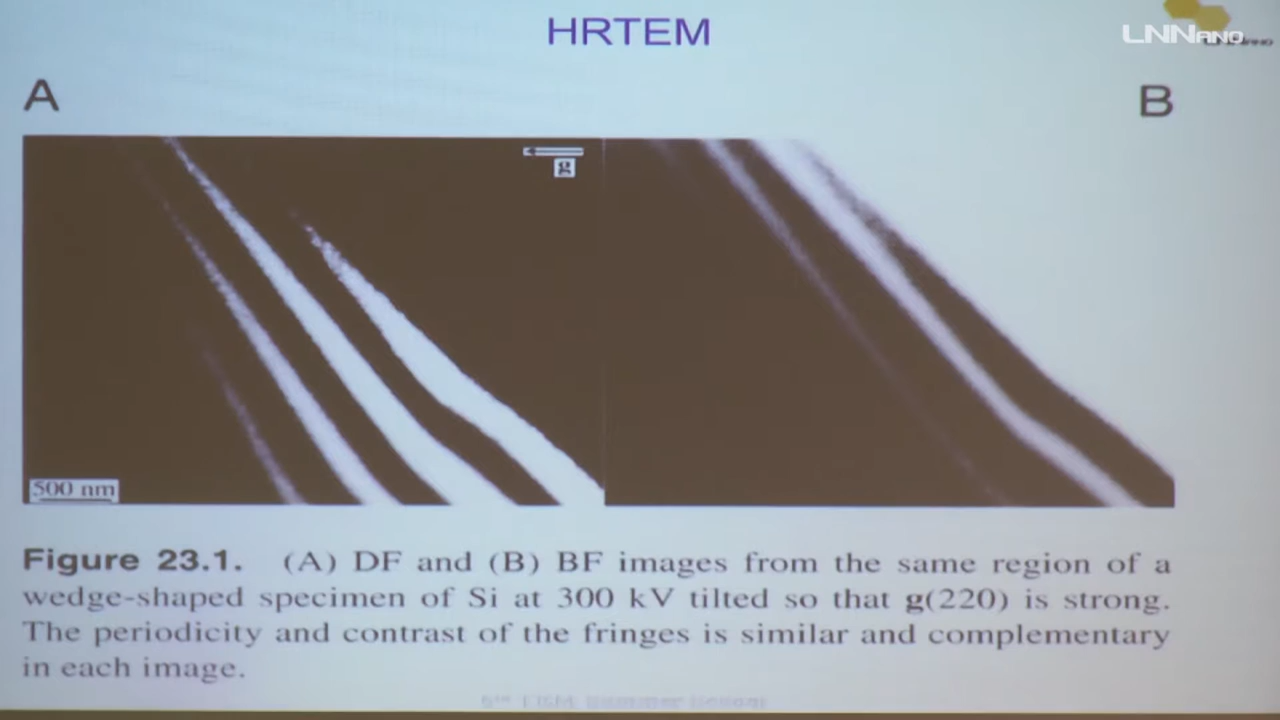 HRTEM
LNNANO
A
B
g
500 nm
Figure 23.1. (A) DF and (B) BF images from the same region of a
wedge-shaped specimen of Si at 300 kV tilted so that g(220) is strong.
The periodicity and contrast of the fringes is similar and complementary
in each image.